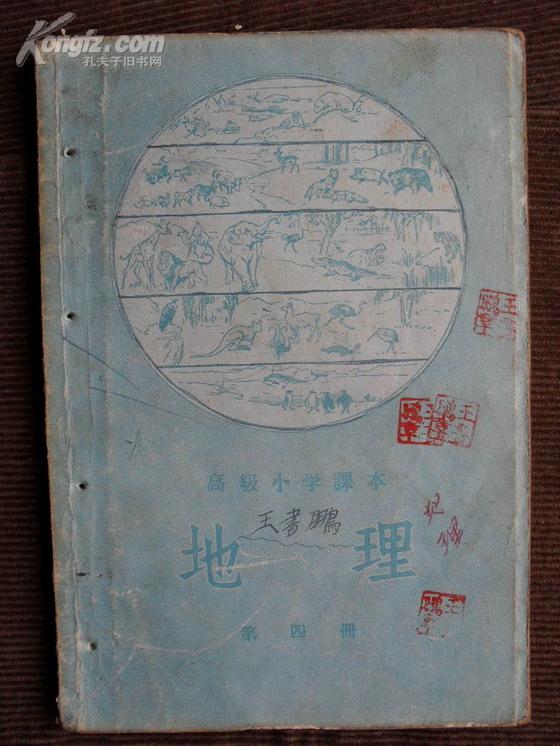 Kongfz.com
孔夫子旧书网
高級小学課本
王書鵬
地理
第四冊